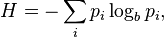 H = − ∑_i p_i log_b p_i,